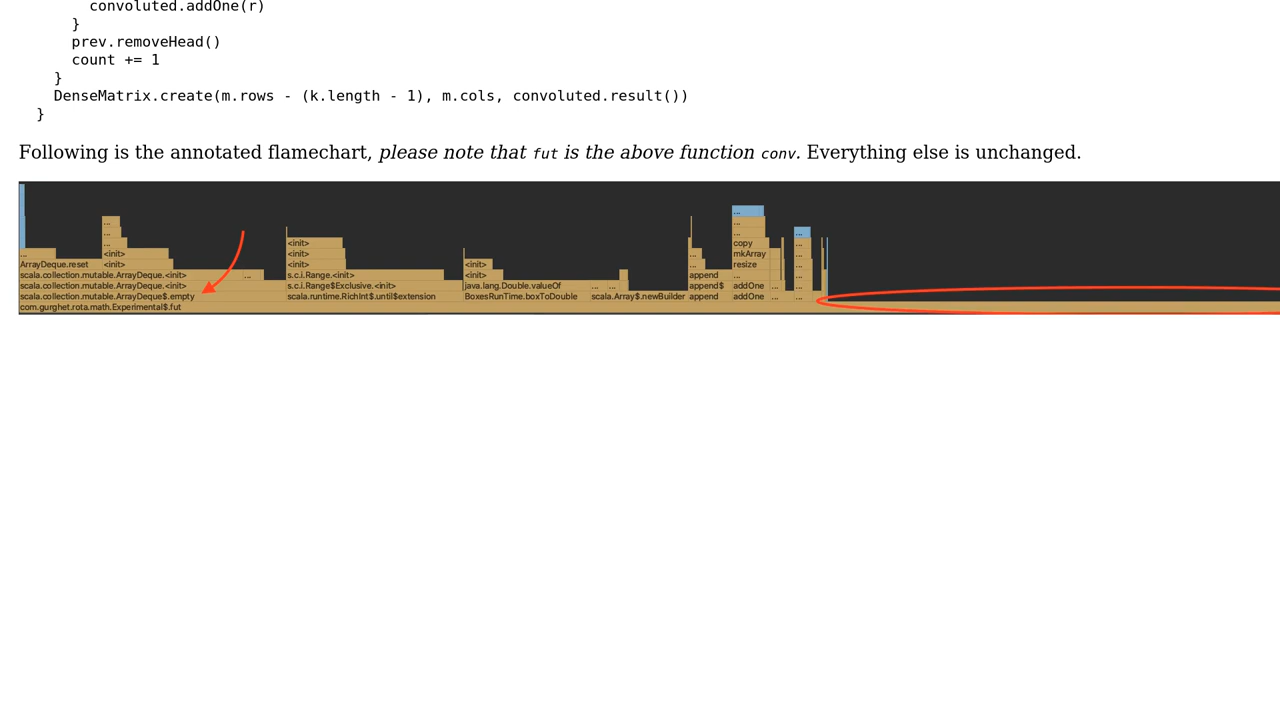 convoluted.addOne(r)
}
prev.removeHead()
count += 1
}
DenseMatrix.create(m.rows - (k.length - 1), m.cols, convoluted.result())
}
Following is the annotated flamechart, please note that fut is the above function conv. Everything else is unchanged.
...
... copy
... ... <init> ...
... <init> <init> mkArray ...
ArrayDeque.reset <init> <init> <init> ... resize ...
scala.collection.mutable.ArrayDeque.<init> ... s.c.i.Range.<init> <init> append ... ...
scala.collection.mutable.ArrayDeque.<init> s.c.i.Range$Exclusive.<init> java.lang.Double.valueOf ... ... append$ addOne ... ...
scala.collection.mutable.ArrayDeque$.empty scala.runtime.RichInt$.until$extension BoxesRunTime.boxToDouble scala.Array$.newBuilder append addOne ... ...
com.gurghet.rota.math.Experimental$.fut